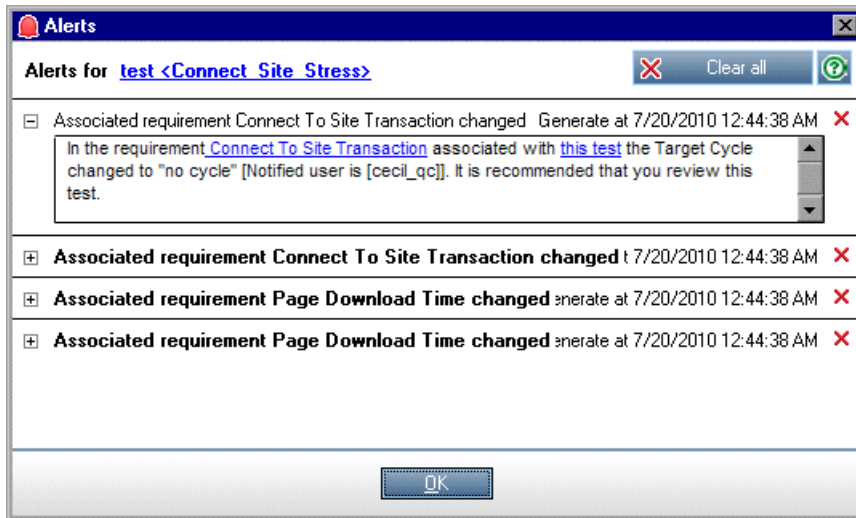 Alerts
Alerts for test <Connect_Site_Stress>
Clear all
Associated requirement Connect To Site Transaction changed Generate at 7/20/2010 12:44:38 AM
In the requirement Connect To Site Transaction associated with this test the Target Cycle
changed to "no cycle" [Notified user is [cecil_qc]]. It is recommended that you review this
test.
Associated requirement Connect To Site Transaction changed t 7/20/2010 12:44:38 AM
Associated requirement Page Download Time changed enerate at 7/20/2010 12:44:38 AM
Associated requirement Page Download Time changed enerate at 7/20/2010 12:44:38 AM
OK